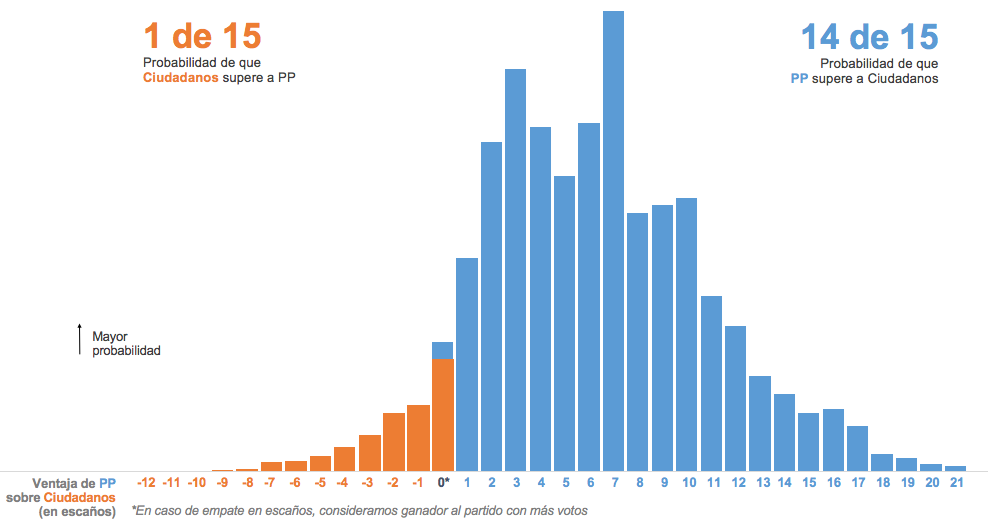 1 de 15
Probabilidad de que
Ciudadanos supere a PP
14 de 15
Probabilidad de que
PP supere a Ciudadanos
Mayor
probabilidad
Ventaja de PP
sobre Ciudadanos
(en escaños)
-12 -11 -10 -9 -8 -7 -6 -5 -4 -3 -2 -1 0* 1 2 3 4 5 6 7 8 9 10 11 12 13 14 15 16 17 18 19 20 21
*En caso de empate en escaños, consideramos ganador al partido con más votos